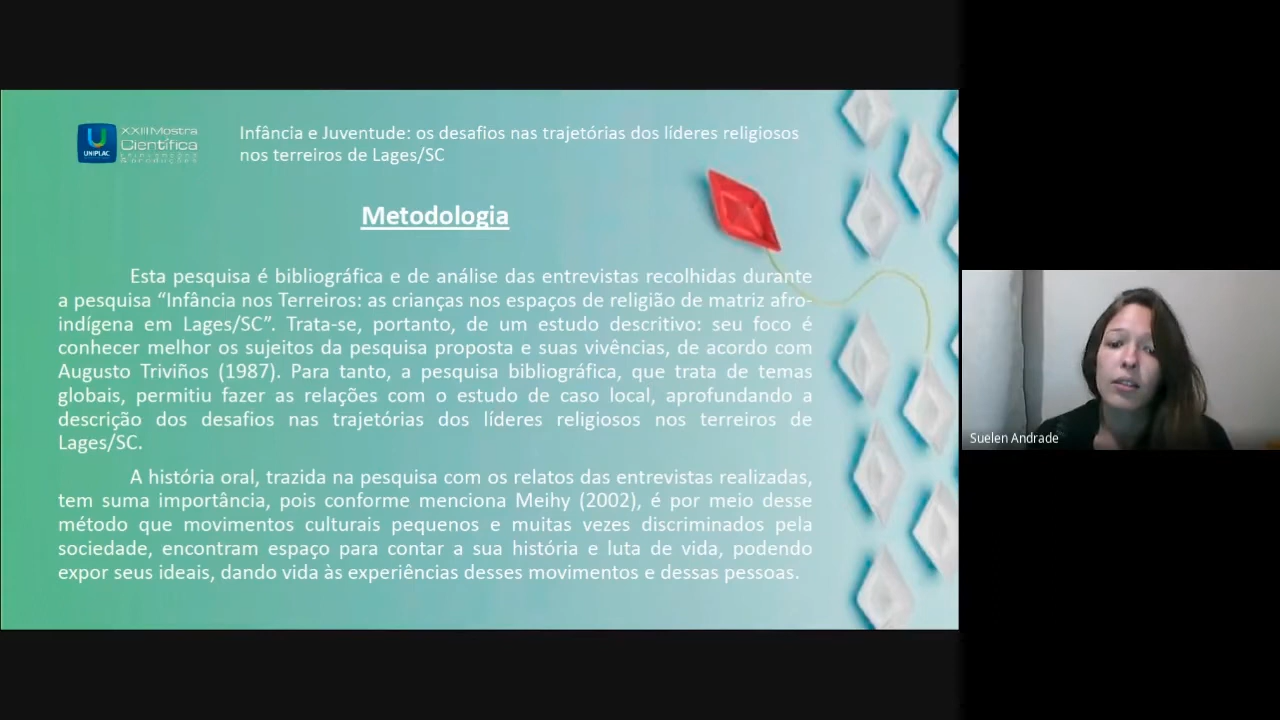 UNIPLAC
XXIII Mostra
Científica
Infância e Juventude: os desafios nas trajetórias dos líderes religiosos
nos terreiros de Lages/SC
Metodologia
Esta pesquisa é bibliográfica e de análise das entrevistas recolhidas durante
a pesquisa “Infância nos Terreiros: as crianças nos espaços de religião de matriz afro-
indígena em Lages/SC”. Trata-se, portanto, de um estudo descritivo: seu foco é
conhecer melhor os sujeitos da pesquisa proposta e suas vivências, de acordo com
Augusto Triviños (1987). Para tanto, a pesquisa bibliográfica, que trata de temas
globais, permitiu fazer as relações com o estudo de caso local, aprofundando a
descrição dos desafios nas trajetórias dos líderes religiosos nos terreiros de
Lages/SC.
A história oral, trazida na pesquisa com os relatos das entrevistas realizadas,
tem suma importância, pois conforme menciona Meihy (2002), é por meio desse
método que movimentos culturais pequenos e muitas vezes discriminados pela
sociedade, encontram espaço para contar a sua história e luta de vida, podendo
expor seus ideais, dando vida às experiências desses movimentos e dessas pessoas.
Suelen Andrade